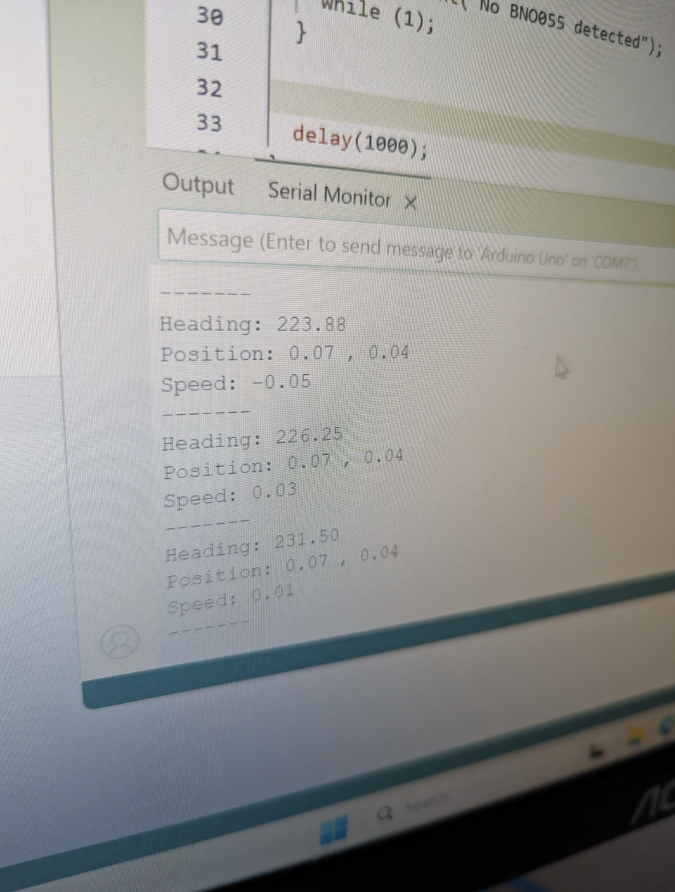 30
while (1);
No BNO055 detected");
31
}
32
33
delay(1000);
Output Serial Monitor ×
Message (Enter to send message to 'Arduino Uno' on 'COM7')
-------
Heading: 223.88
Position: 0.07 , 0.04
Speed: -0.05
-------
Heading: 226.25
Position: 0.07 , 0.04
Speed: 0.03
-------
Heading: 231.50
Position: 0.07 , 0.04
Speed: 0.01
-------
Search